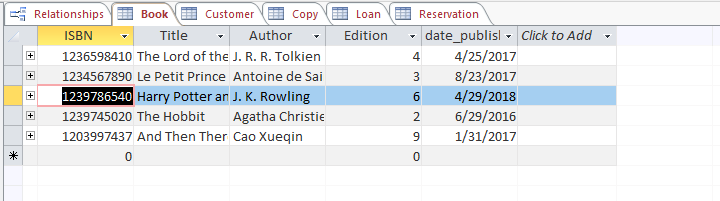 Relationships Book Customer Copy Loan Reservation
ISBN Title Author Edition date_publish Click to Add
1236598410 The Lord of the J. R. R. Tolkien 4 4/25/2017
1234567890 Le Petit Prince Antoine de Sai 3 8/23/2017
1239786540 Harry Potter an J. K. Rowling 6 4/29/2018
1239745020 The Hobbit Agatha Christie 2 6/29/2016
1203997437 And Then Ther Cao Xueqin 9 1/31/2017
0 0